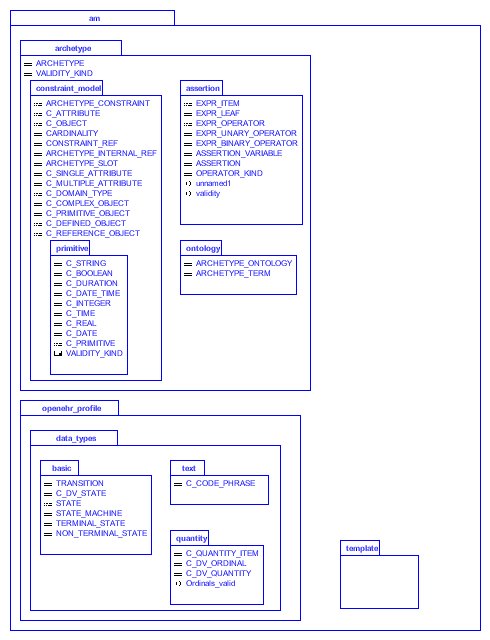 am
archetype
ARCHETYPE
VALIDITY_KIND
constraint_model
ARCHETYPE_CONSTRAINT
C_ATTRIBUTE
C_OBJECT
CARDINALITY
CONSTRAINT_REF
ARCHETYPE_INTERNAL_REF
ARCHETYPE_SLOT
C_SINGLE_ATTRIBUTE
C_MULTIPLE_ATTRIBUTE
C_DOMAIN_TYPE
C_COMPLEX_OBJECT
C_PRIMITIVE_OBJECT
C_DEFINED_OBJECT
C_REFERENCE_OBJECT
primitive
C_STRING
C_BOOLEAN
C_DURATION
C_DATE_TIME
C_INTEGER
C_TIME
C_REAL
C_DATE
C_PRIMITIVE
VALIDITY_KIND
assertion
EXPR_ITEM
EXPR_LEAF
EXPR_OPERATOR
EXPR_UNARY_OPERATOR
EXPR_BINARY_OPERATOR
ASSERTION_VARIABLE
ASSERTION
OPERATOR_KIND
unnamed1
validity
ontology
ARCHETYPE_ONTOLOGY
ARCHETYPE_TERM
openehr_profile
data_types
basic
TRANSITION
C_DV_STATE
STATE
STATE_MACHINE
TERMINAL_STATE
NON_TERMINAL_STATE
text
C_CODE_PHRASE
quantity
C_QUANTITY_ITEM
C_DV_ORDINAL
C_DV_QUANTITY
Ordinals_valid
template